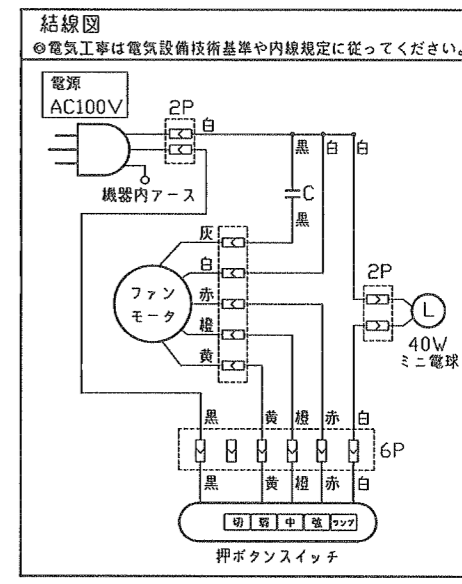 結線図
◎電気工事は電気設備技術基準や内線規定に従ってください。
電源
AC100V
2P
白
機器内アース
黒 白 白
C
黒
灰
白
赤
橙
黄
ファン
モータ
2P
L
40W
ミニ電球
黒 黄 橙 赤 白
6P
黒 黄 橙 赤 白
切 弱 中 強 ランプ
押ボタンスイッチ